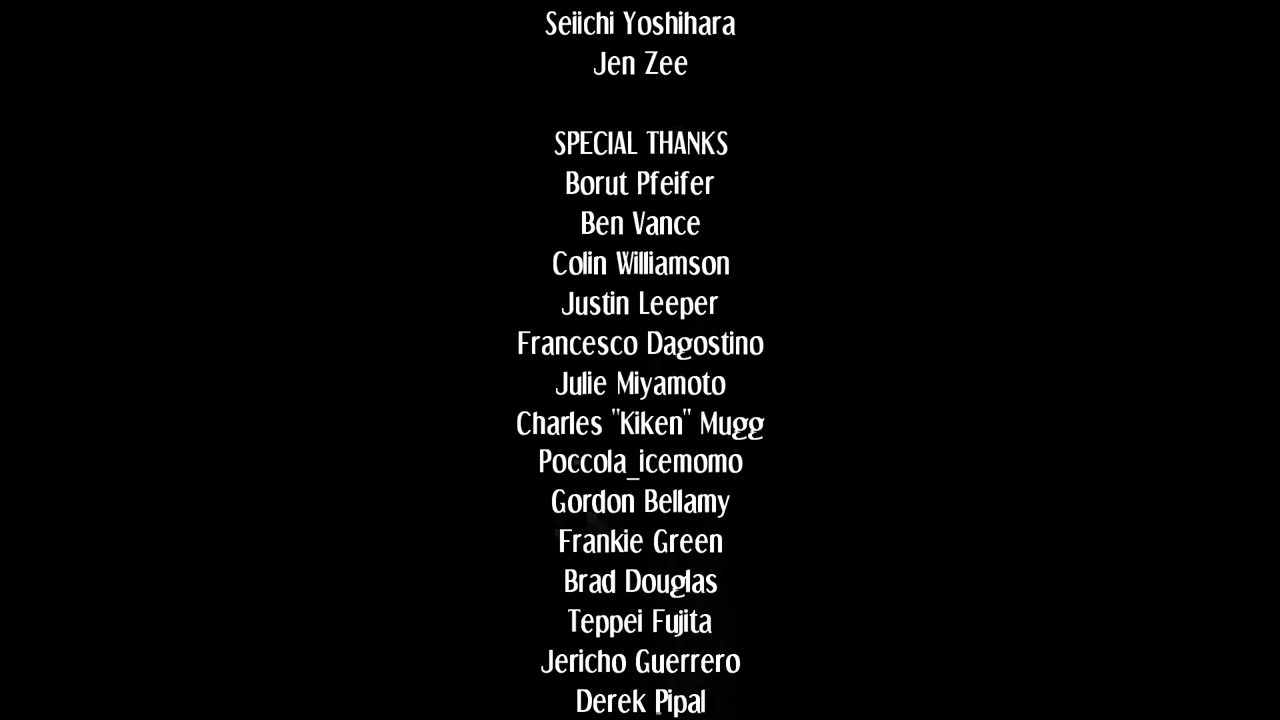 Seiichi Yoshihara
Jen Zee
SPECIAL THANKS
Borut Pfeifer
Ben Vance
Colin Williamson
Justin Leeper
Francesco Dagostino
Julie Miyamoto
Charles "Kiken" Mugg
Poccola_icemomo
Gordon Bellamy
Frankie Green
Brad Douglas
Teppei Fujita
Jericho Guerrero
Derek Pipal